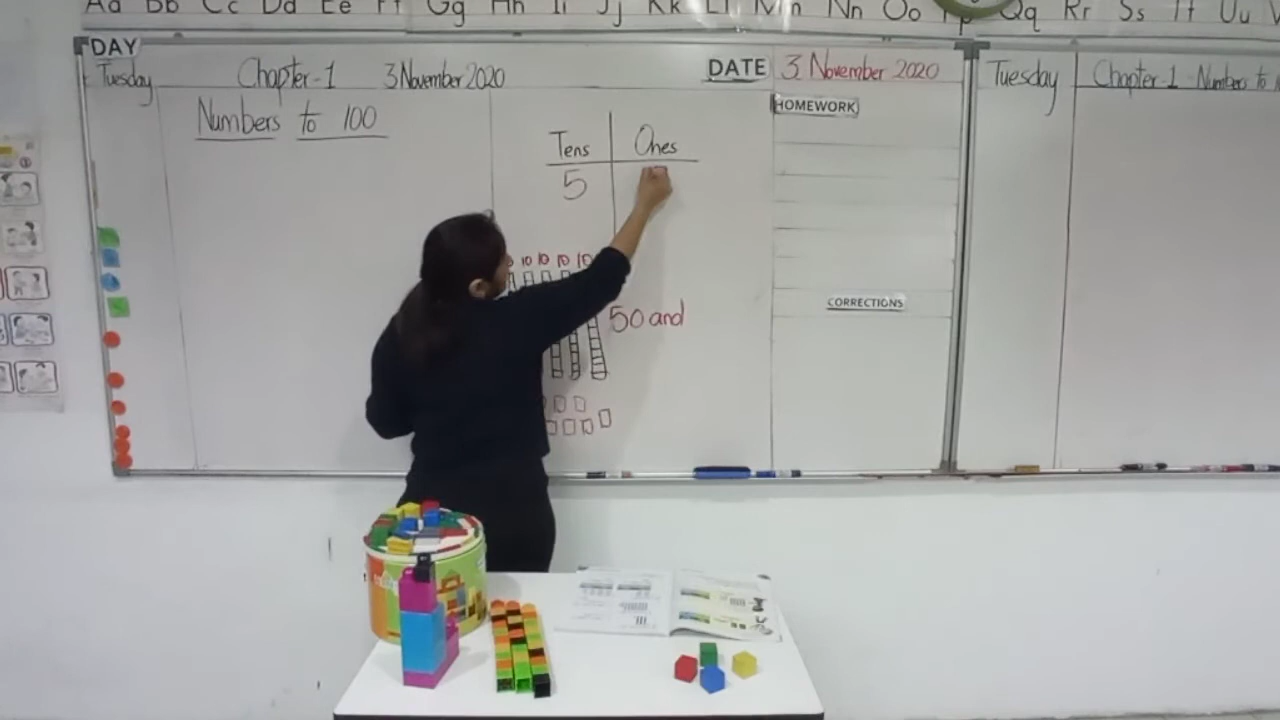 Aa Bb Cc Dd Ee Ff Gg Hh Ii Jj Kk Ll Mm Nn Oo Pp Qq Rr Ss Tt Uu
DAY
Tuesday Chapter-1 3 November 2020
DATE 3 November 2020
Tuesday Chapter 1 Numbers to
Numbers to 100
HOMEWORK
Tens Ones
5
10 10 10 10
50 and
CORRECTIONS